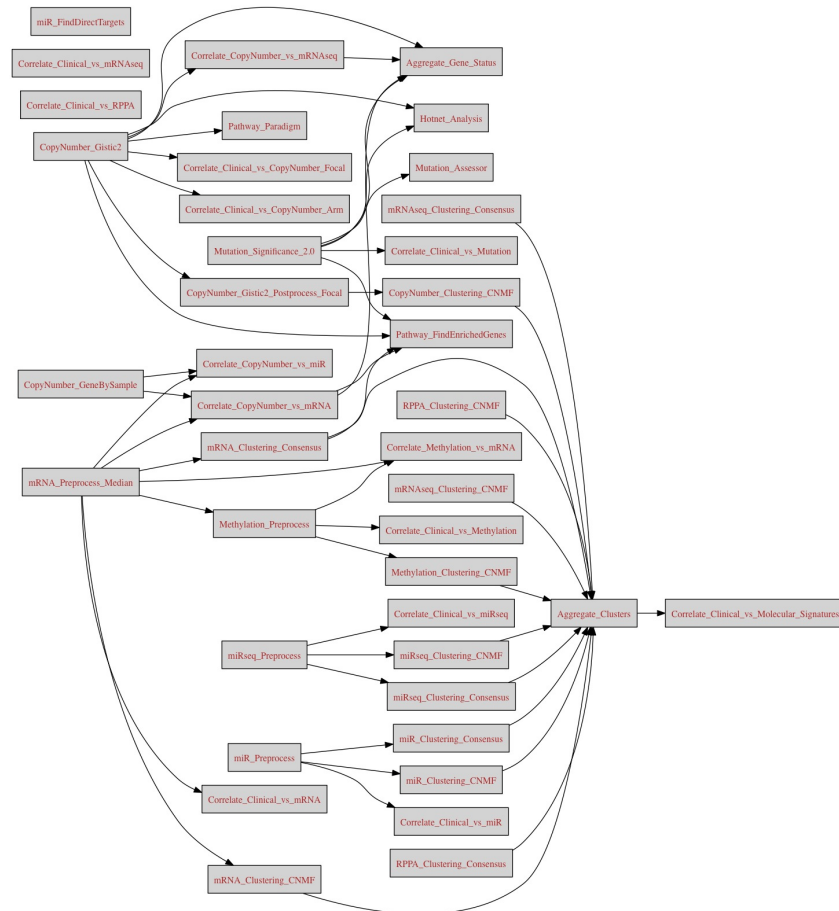 miR_FindDirectTargets
Correlate_CopyNumber_vs_mRNAseq
Aggregate_Gene_Status
Correlate_Clinical_vs_mRNAseq
Correlate_Clinical_vs_RPPA
Pathway_Paradigm
Hotnet_Analysis
CopyNumber_Gistic2
Correlate_Clinical_vs_CopyNumber_Focal
Mutation_Assessor
Correlate_Clinical_vs_CopyNumber_Arm
mRNAseq_Clustering_Consensus
Mutation_Significance_2.0
Correlate_Clinical_vs_Mutation
CopyNumber_Gistic2_Postprocess_Focal
CopyNumber_Clustering_CNMF
Pathway_FindEnrichedGenes
Correlate_CopyNumber_vs_miR
CopyNumber_GeneBySample
Correlate_CopyNumber_vs_mRNA
RPPA_Clustering_CNMF
mRNA_Clustering_Consensus
Correlate_Methylation_vs_mRNA
mRNA_Preprocess_Median
mRNAseq_Clustering_CNMF
Methylation_Preprocess
Correlate_Clinical_vs_Methylation
Methylation_Clustering_CNMF
Correlate_Clinical_vs_miRseq
Aggregate_Clusters
Correlate_Clinical_vs_Molecular_Signatures
miRseq_Preprocess
miRseq_Clustering_CNMF
miRseq_Clustering_Consensus
miR_Clustering_Consensus
miR_Preprocess
miR_Clustering_CNMF
Correlate_Clinical_vs_mRNA
Correlate_Clinical_vs_miR
RPPA_Clustering_Consensus
mRNA_Clustering_CNMF